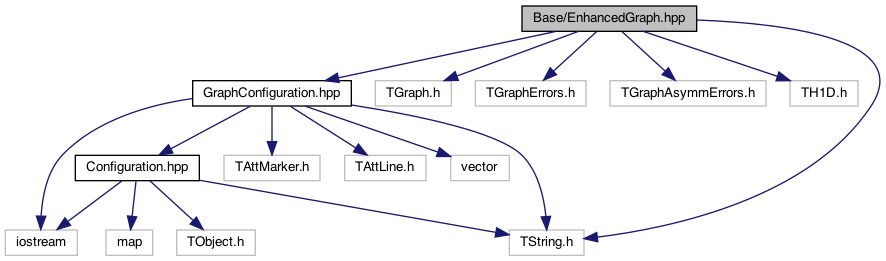 Base/EnhancedGraph.hpp
GraphConfiguration.hpp
TGraph.h
TGraphErrors.h
TGraphAsymmErrors.h
TH1D.h
Configuration.hpp
TAttMarker.h
TAttLine.h
vector
iostream
map
TObject.h
TString.h